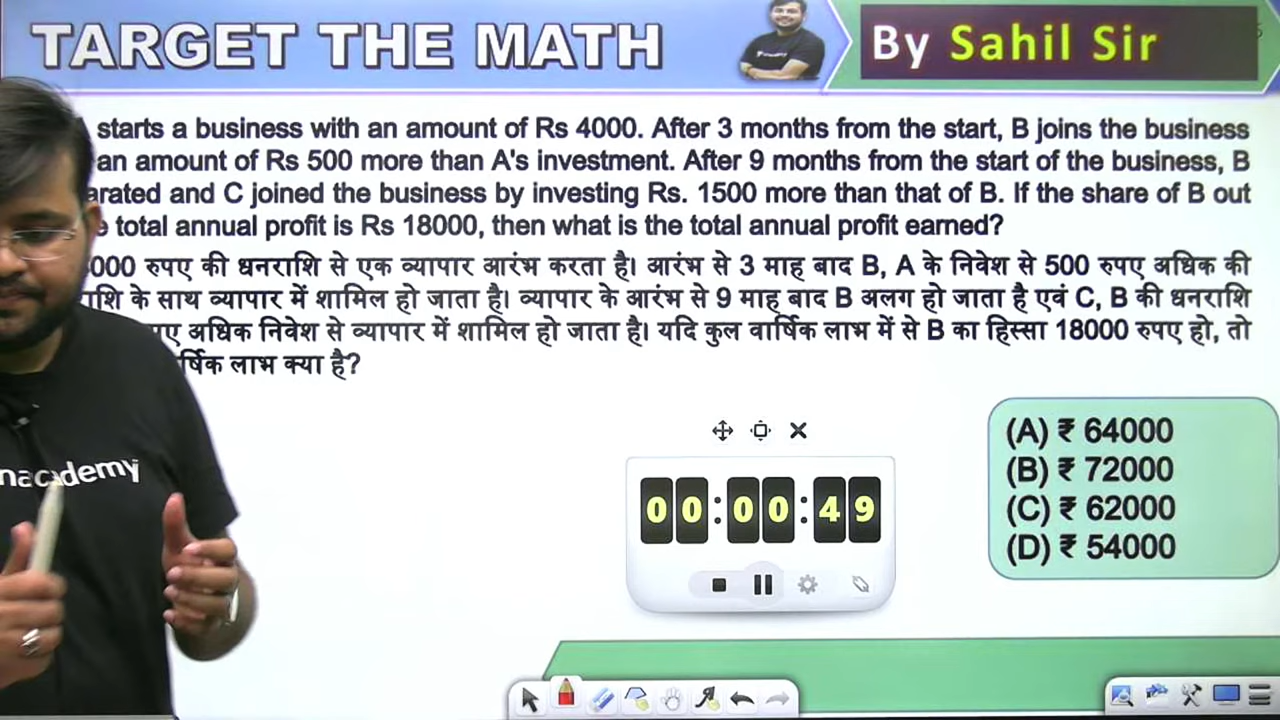 TARGET THE MATH
By Sahil Sir
starts a business with an amount of Rs 4000. After 3 months from the start, B joins the business
an amount of Rs 500 more than A's investment. After 9 months from the start of the business, B
and C joined the business by investing Rs. 1500 more than that of B. If the share of B out
total annual profit is Rs 18000, then what is the total annual profit earned?
रुपए की धनराशि से एक व्यापार आरंभ करता है। आरंभ से 3 माह बाद B, A के निवेश से 500 रुपए अधिक की
के साथ व्यापार में शामिल हो जाता है। व्यापार के आरंभ से 9 माह बाद B अलग हो जाता है एवं C, B की धनराशि
अधिक निवेश से व्यापार में शामिल हो जाता है। यदि कुल वार्षिक लाभ में से B का हिस्सा 18000 रुपए हो, तो
लाभ क्या है?
(A) ₹ 64000
(B) ₹ 72000
(C) ₹ 62000
(D) ₹ 54000
00:00:49
nacademy